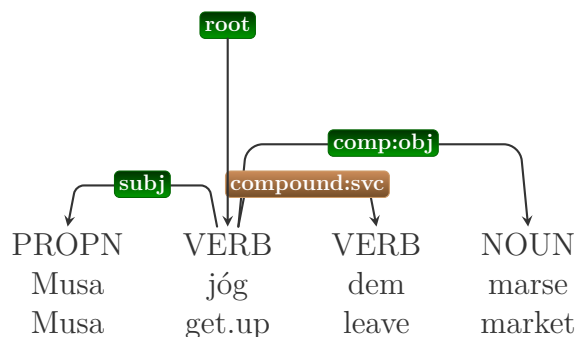 root
comp:obj
subj compound:svc
PROPN VERB VERB NOUN
Musa jóg dem marse
Musa get.up leave market